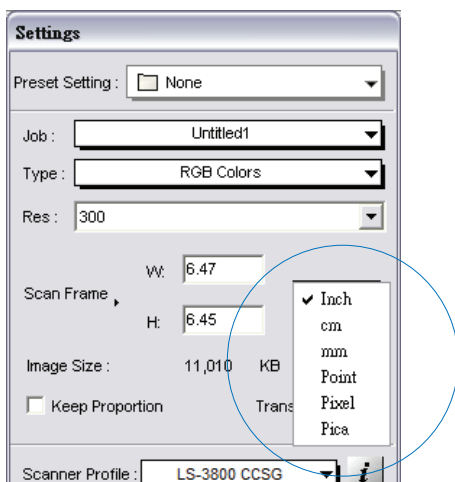 Settings
Preset Setting : None
Job : Untitled1
Type : RGB Colors
Res : 300
W: 6.47
Scan Frame
H: 6.45
Inch
cm
mm
Point
Pixel
Pica
Image Size : 11,010 KB
Keep Proportion Trans
Scanner Profile : LS-3800 CCSG i